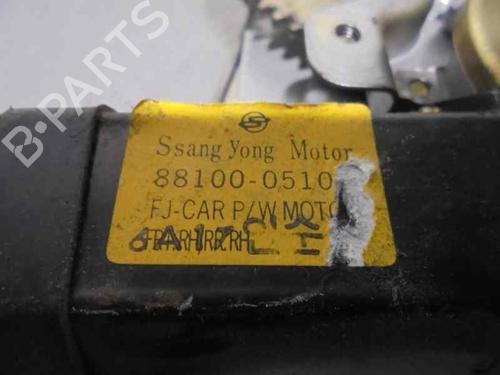 B-PARTS
Ssang Yong Motor
88100-0510
FJ-CAR P/W MOTO